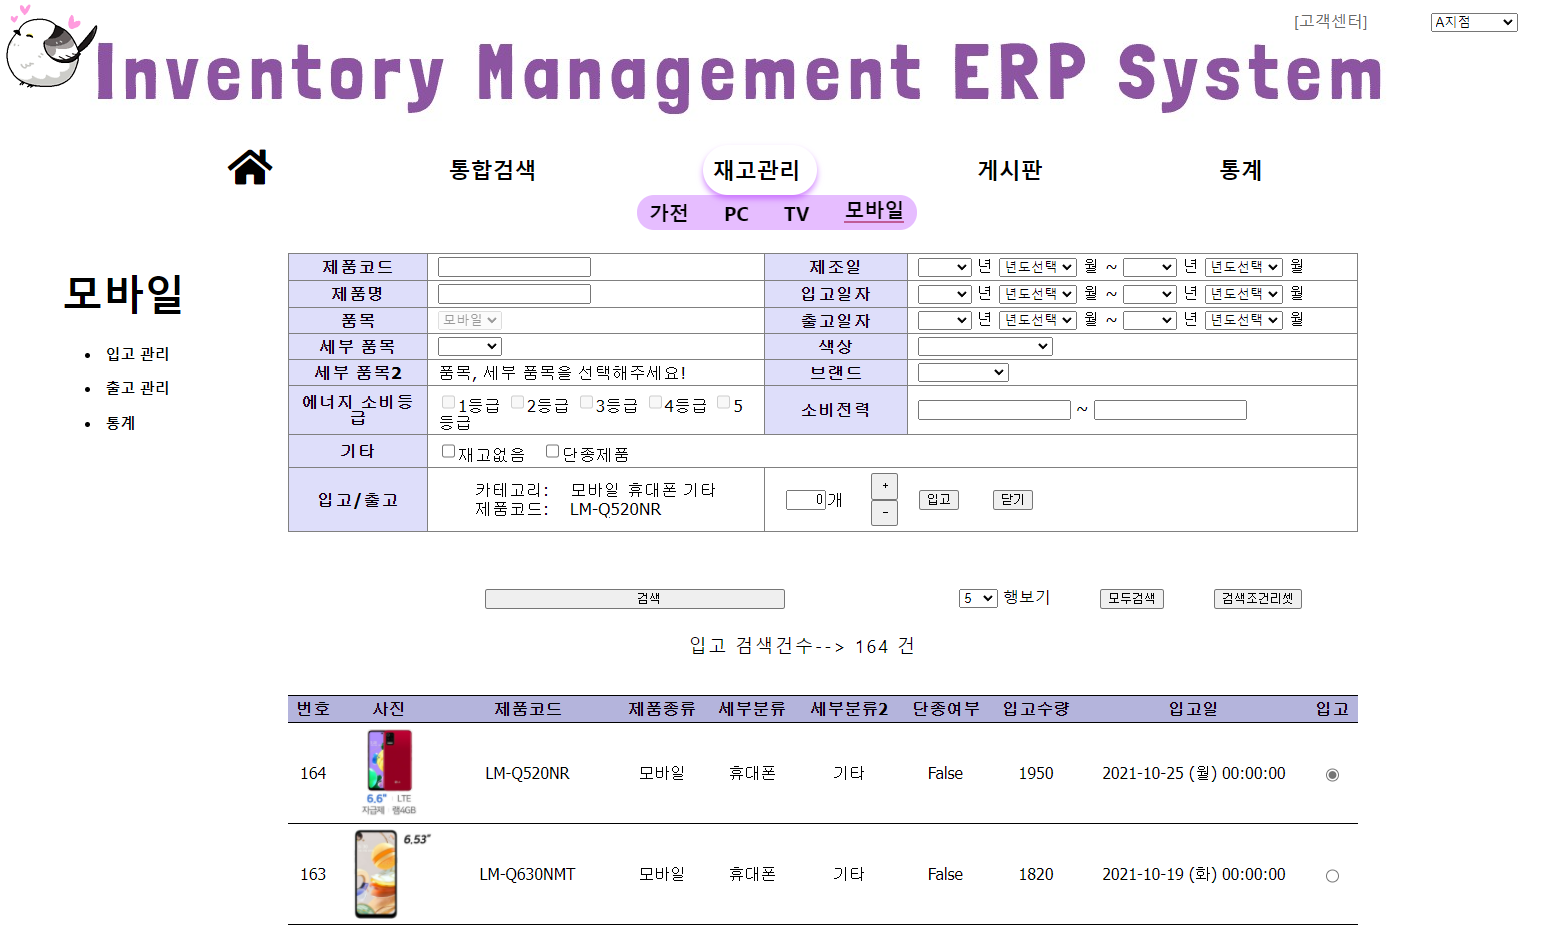 [고객센터] A지점
Inventory Management ERP System
통합검색 재고관리 게시판 통계
가전 PC TV 모바일
모바일
입고 관리
출고 관리
통계
제품코드 제조일 년 년도선택 월 ~ 년 년도선택 월
제품명 입고일자 년 년도선택 월 ~ 년 년도선택 월
품목 모바일 출고일자 년 년도선택 월 ~ 년 년도선택 월
세부 품목 색상
세부 품목2 품목, 세부 품목을 선택해주세요! 브랜드
에너지 소비등
급
1등급 2등급 3등급 4등급 5
등급
소비전력 ~
기타 재고없음 단종제품
입고/출고
카테고리: 모바일 휴대폰 기타
제품코드: LM-Q520NR
0개 + - 입고 닫기
검색 5 행보기 모두검색 검색조건리셋
입고 검색건수--> 164 건
번호 사진 제품코드 제품종류 세부분류 세부분류2 단종여부 입고수량 입고일 입고
164 LM-Q520NR 모바일 휴대폰 기타 False 1950 2021-10-25 (월) 00:00:00
6.6" LTE
자급제 램4GB
6.53"
163 LM-Q630NMT 모바일 휴대폰 기타 False 1820 2021-10-19 (화) 00:00:00